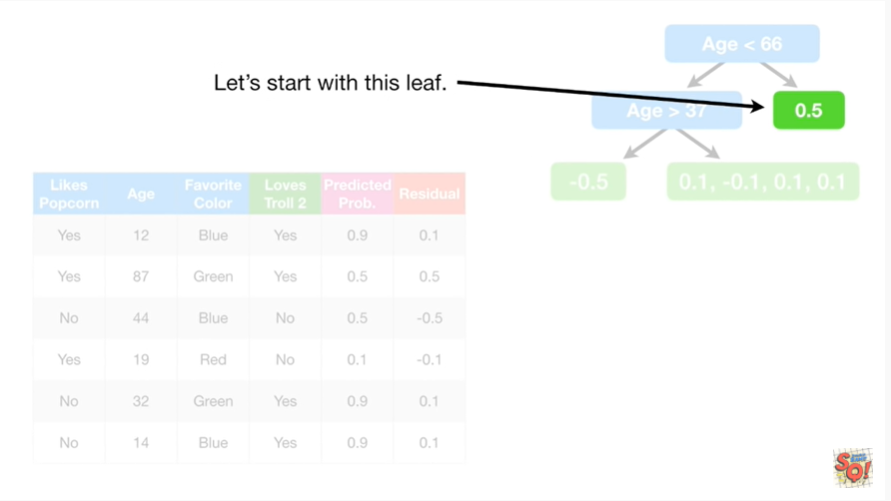 Age < 66
Let's start with this leaf.
Age > 37
0.5
-0.5
0.1, -0.1, 0.1, 0.1
Likes Popcorn Age Favorite Color Loves Troll 2 Predicted Prob. Residual
Yes 12 Blue Yes 0.9 0.1
Yes 87 Green Yes 0.5 0.5
No 44 Blue No 0.5 -0.5
Yes 19 Red No 0.1 -0.1
No 32 Green Yes 0.9 0.1
No 14 Blue Yes 0.9 0.1
SQ!